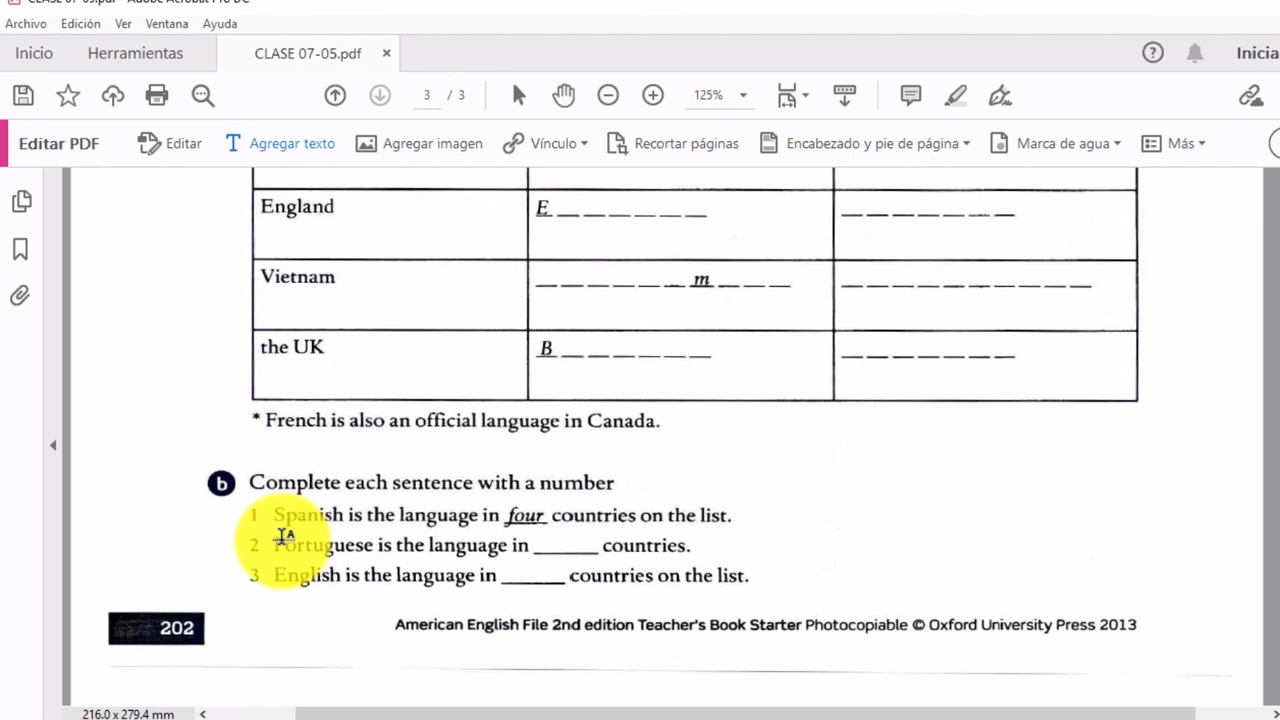 CLASE 07-05.pdf - Adobe Acrobat Pro DC
Archivo Edición Ver Ventana Ayuda
Inicio Herramientas CLASE 07-05.pdf × ? Inicia
3 / 3 125%
Editar PDF Editar Agregar texto Agregar imagen Vínculo Recortar páginas Encabezado y pie de página Marca de agua Más
England E _ _ _ _ _ _ _ _ _ _ _ _ _
Vietnam _ _ _ _ _ _ m _ _ _ _ _ _ _ _ _ _ _ _ _
the UK B _ _ _ _ _ _ _ _ _ _ _ _ _
* French is also an official language in Canada.
b Complete each sentence with a number
1 Spanish is the language in four countries on the list.
2 Portuguese is the language in ______ countries.
3 English is the language in ______ countries on the list.
202 American English File 2nd edition Teacher's Book Starter Photocopiable © Oxford University Press 2013
216.0 x 279.4 mm